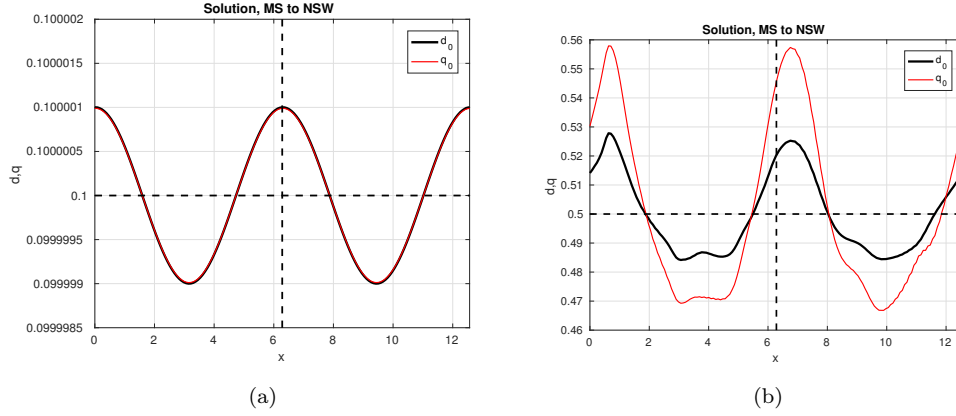 Solution, MS to NSW
0.100002
0.1000015
0.100001
0.1000005
0.1
0.0999995
0.099999
0.0999985
d,q
0 2 4 6 8 10 12
x
d0
q0
(a)
Solution, MS to NSW
0.56
0.55
0.54
0.53
0.52
0.51
0.5
0.49
0.48
0.47
0.46
d,q
0 2 4 6 8 10 12
x
d0
q0
(b)